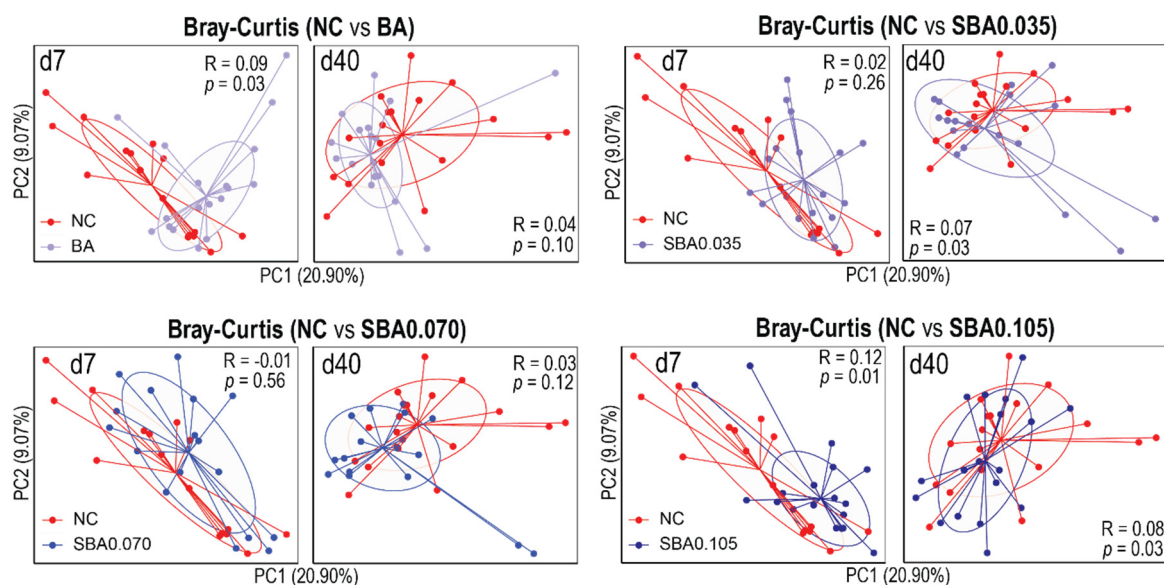 Bray-Curtis (NC vs BA)
PC2 (9.07%)
d7
R = 0.09
p = 0.03
NC
BA
d40
R = 0.04
p = 0.10
PC1 (20.90%)
Bray-Curtis (NC vs SBA0.035)
PC2 (9.07%)
d7
R = 0.02
p = 0.26
NC
SBA0.035
d40
R = 0.07
p = 0.03
PC1 (20.90%)
Bray-Curtis (NC vs SBA0.070)
PC2 (9.07%)
d7
R = -0.01
p = 0.56
NC
SBA0.070
d40
R = 0.03
p = 0.12
PC1 (20.90%)
Bray-Curtis (NC vs SBA0.105)
PC2 (9.07%)
d7
R = 0.12
p = 0.01
NC
SBA0.105
d40
R = 0.08
p = 0.03
PC1 (20.90%)